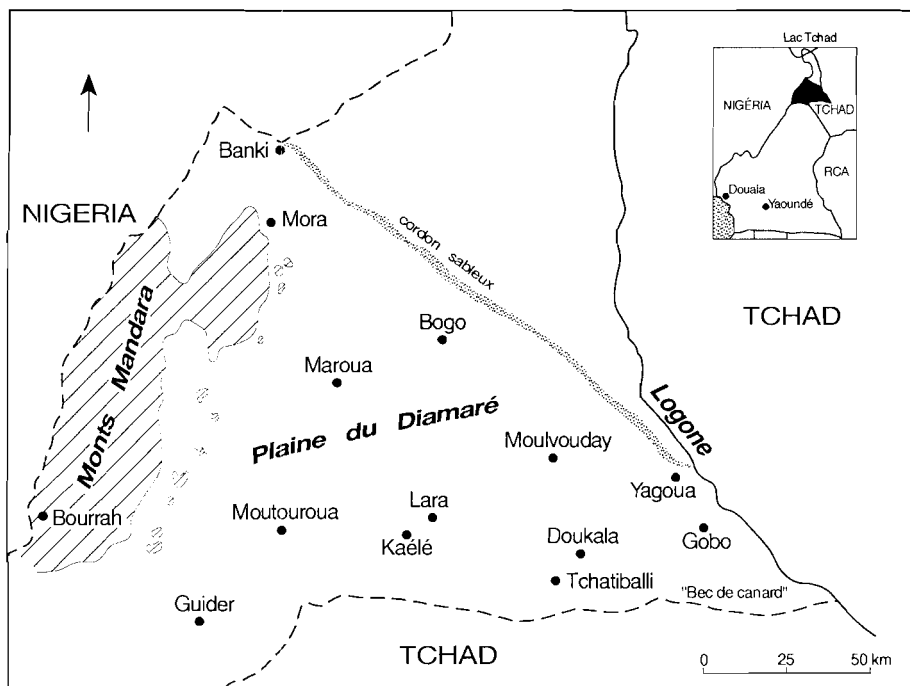 Lac Tchad
NIGÉRIA
TCHAD
RCA
Douala
Yaoundé
Banki
NIGERIA
Mora
cordon sableux
TCHAD
Monts Mandara
Bogo
Maroua
Plaine du Diamaré
Logone
Moulvouday
Yagoua
Bourrah
Moutouroua
Lara
Kaélé
Doukala
Gobo
Tchatiballi
"Bec de canard"
Guider
TCHAD
0 25 50 km